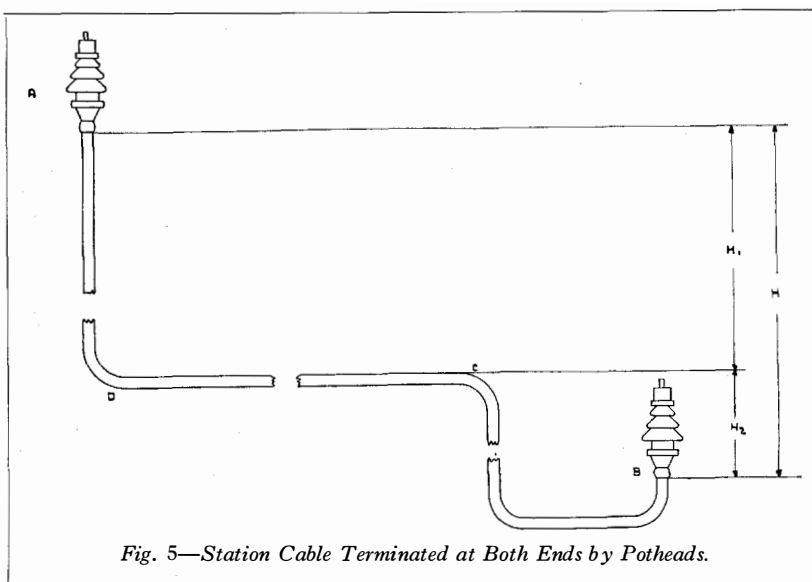 A
H₁
H
C
D
H₂
B
Fig. 5—Station Cable Terminated at Both Ends by Potheads.